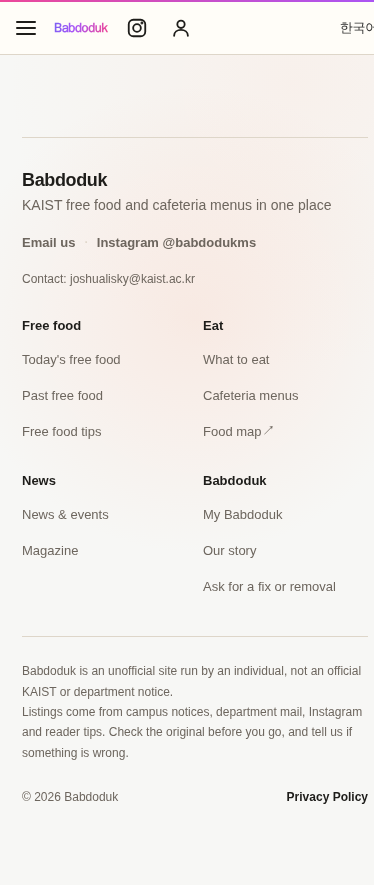 Babdoduk
한국어
Babdoduk
KAIST free food and cafeteria menus in one place
Email us · Instagram @babdodukms
Contact: joshualisky@kaist.ac.kr
Free food
Today's free food
Past free food
Free food tips
Eat
What to eat
Cafeteria menus
Food map↗
News
News & events
Magazine
Babdoduk
My Babdoduk
Our story
Ask for a fix or removal
Babdoduk is an unofficial site run by an individual, not an official
KAIST or department notice.
Listings come from campus notices, department mail, Instagram
and reader tips. Check the original before you go, and tell us if
something is wrong.
© 2026 Babdoduk
Privacy Policy